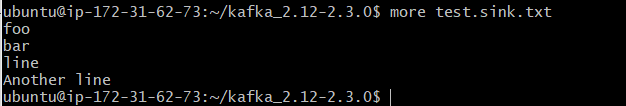 ubuntu@ip-172-31-62-73:~/kafka_2.12-2.3.0$ more test.sink.txt
foo
bar
line
Another line
ubuntu@ip-172-31-62-73:~/kafka_2.12-2.3.0$